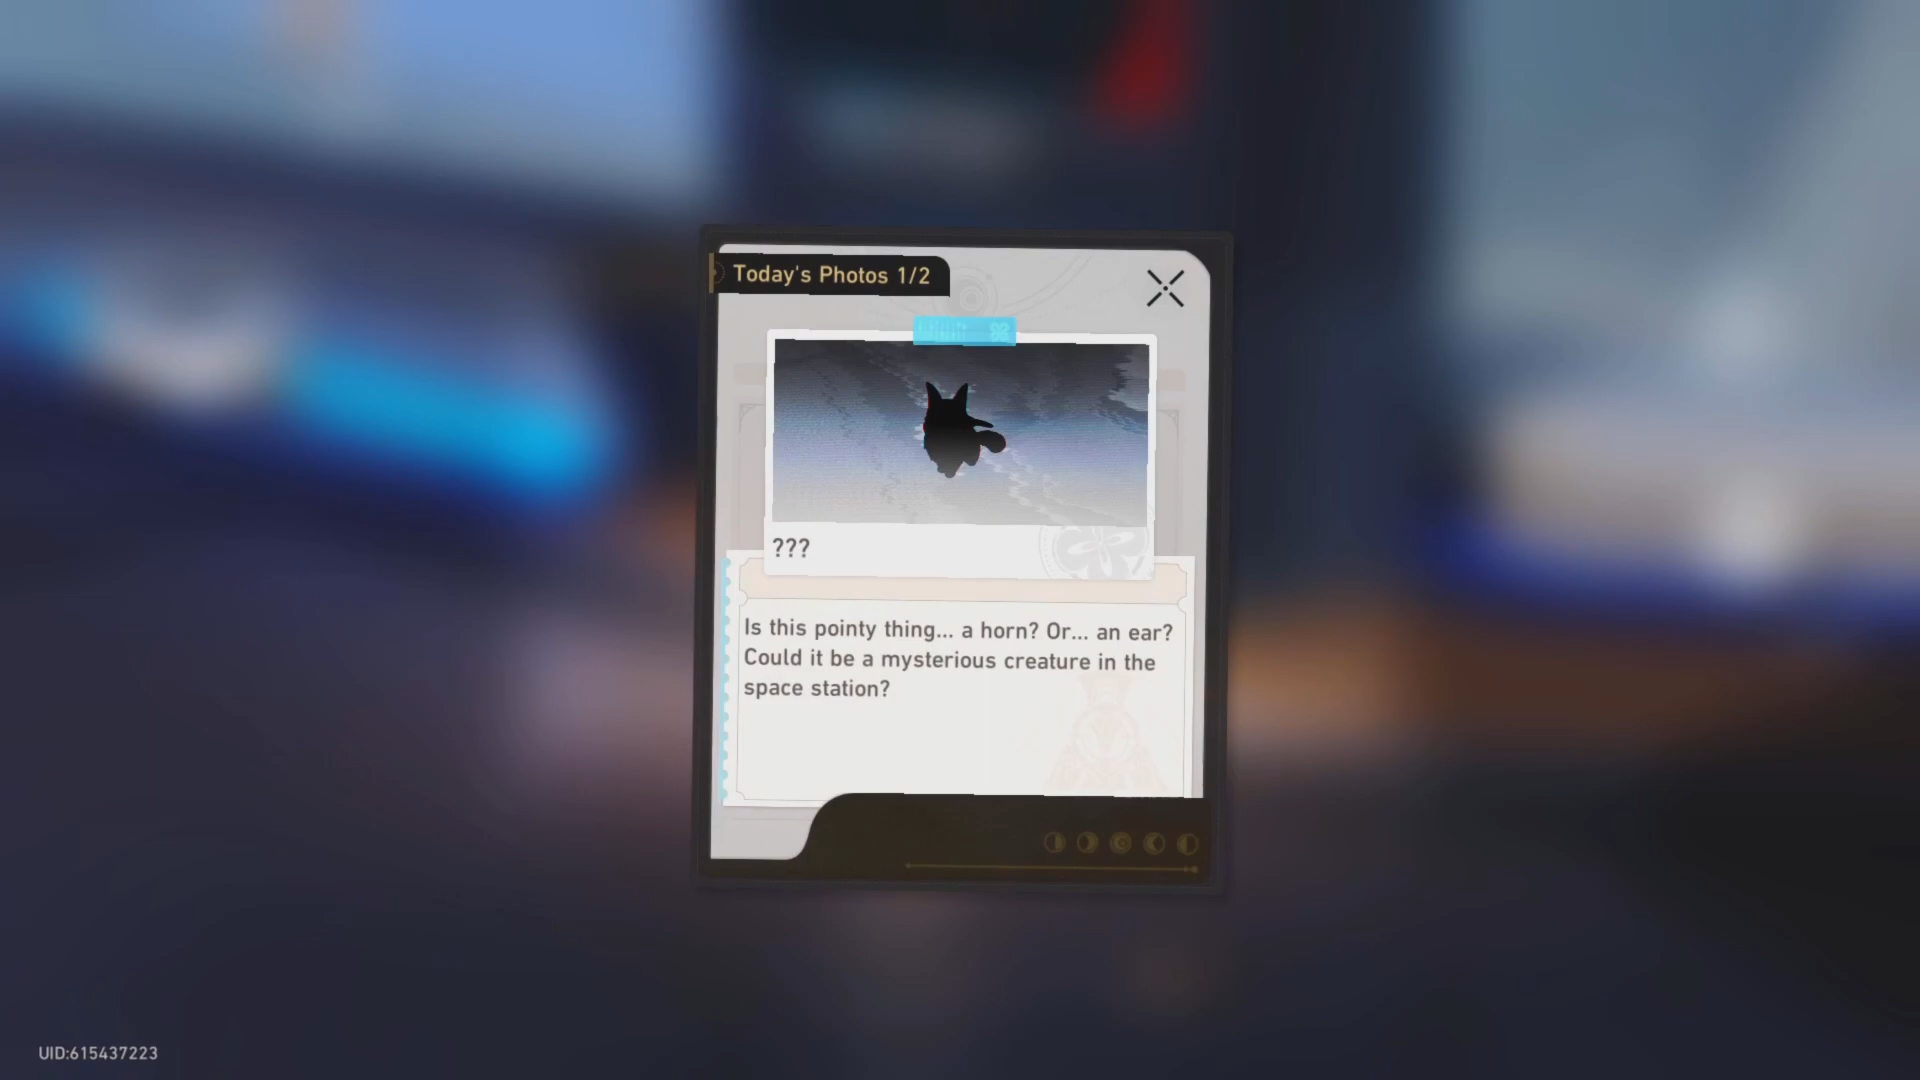 Today's Photos 1/2
???
Is this pointy thing... a horn? Or... an ear?
Could it be a mysterious creature in the
space station?
UID:615437223